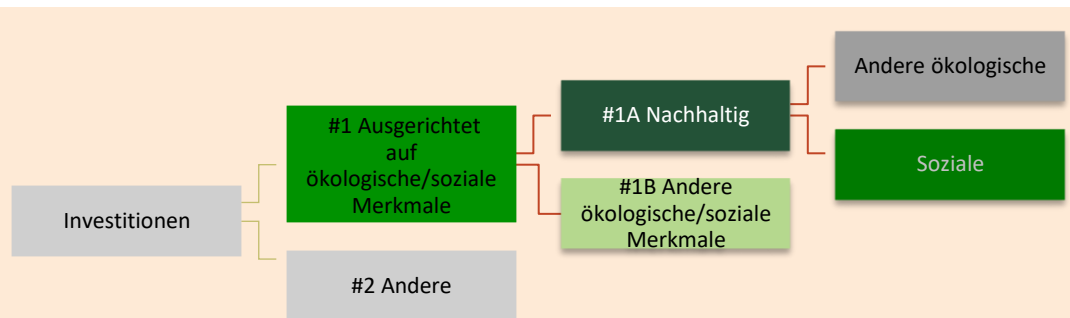 Investitionen
#1 Ausgerichtet
auf
ökologische/soziale
Merkmale
#2 Andere
#1A Nachhaltig
#1B Andere
ökologische/soziale
Merkmale
Andere ökologische
Soziale